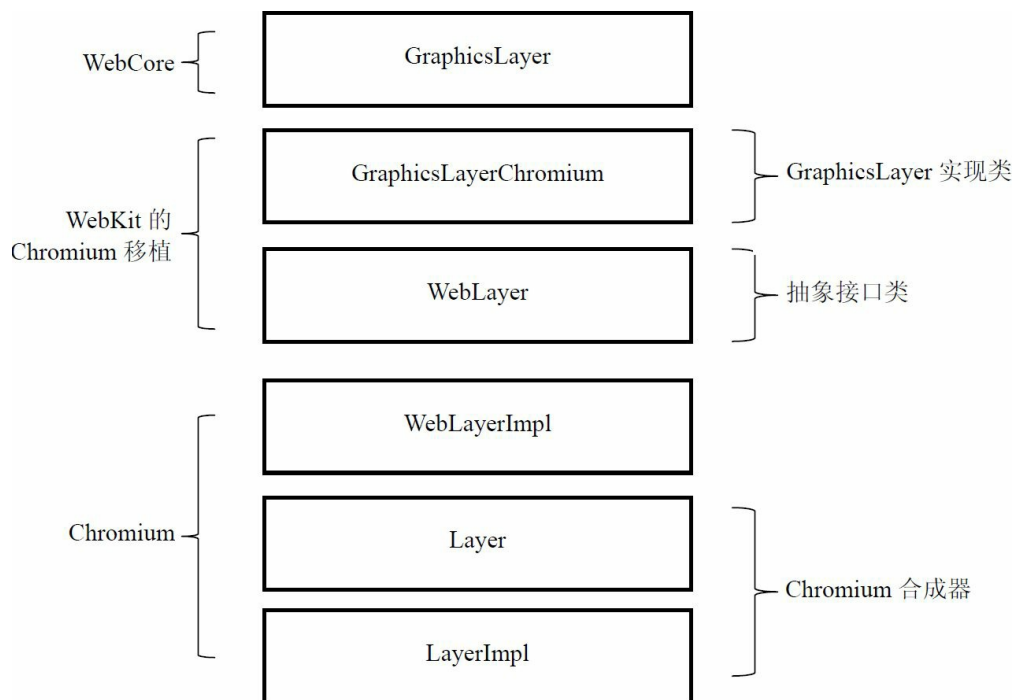 WebCore
GraphicsLayer
GraphicsLayerChromium
GraphicsLayer 实现类
WebKit 的
Chromium 移植
WebLayer
抽象接口类
WebLayerImpl
Chromium
Layer
Chromium 合成器
LayerImpl